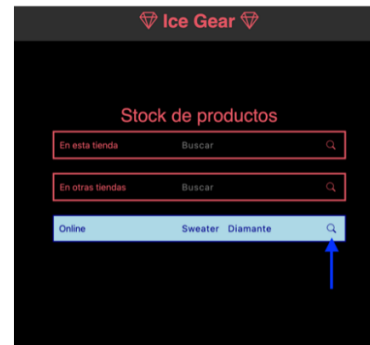 Ice Gear
Stock de productos
En esta tienda Buscar
En otras tiendas Buscar
Online Sweater Diamante